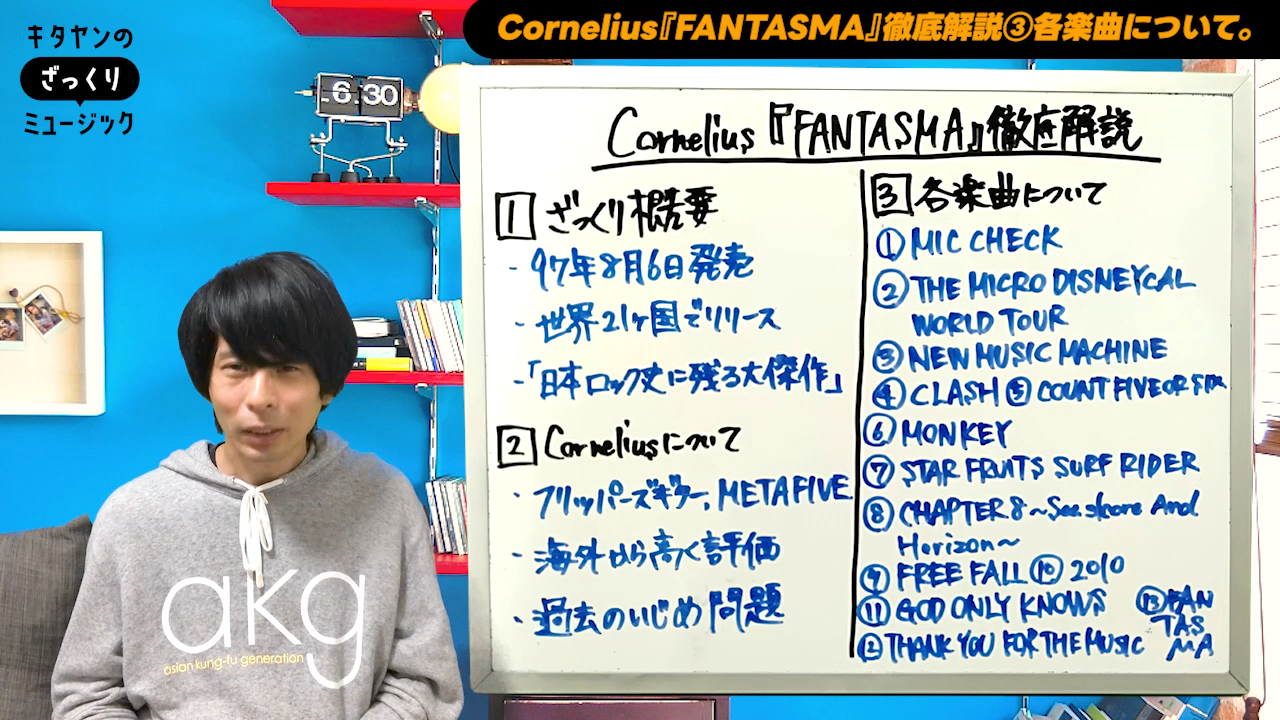 キタヤンの
ざっくり
ミュージック
Cornelius『FANTASMA』徹底解説③各楽曲について。
6 30
Cornelius『FANTASMA』徹底解説
1 ざっくり概要
・97年8月6日発売
・世界21ヶ国でリリース
・「日本ロック史に残る大傑作」
2 Corneliusについて
・フリッパーズギター, METAFIVE
・海外から高く評価
・過去のいじめ問題
3 各楽曲について
① MIC CHECK
② THE MICRO DISNEYCAL
WORLD TOUR
③ NEW MUSIC MACHINE
④ CLASH ⑤ COUNT FIVE OR SIX
⑥ MONKEY
⑦ STAR FRUITS SURF RIDER
⑧ CHAPTER 8 ~Seashore And
Horizon~
⑨ FREE FALL ⑩ 2010
⑪ GOD ONLY KNOWS
⑫ THANK YOU FOR THE MUSIC
⑬ FAN
TAS
MA
akg
asian kung-fu generation